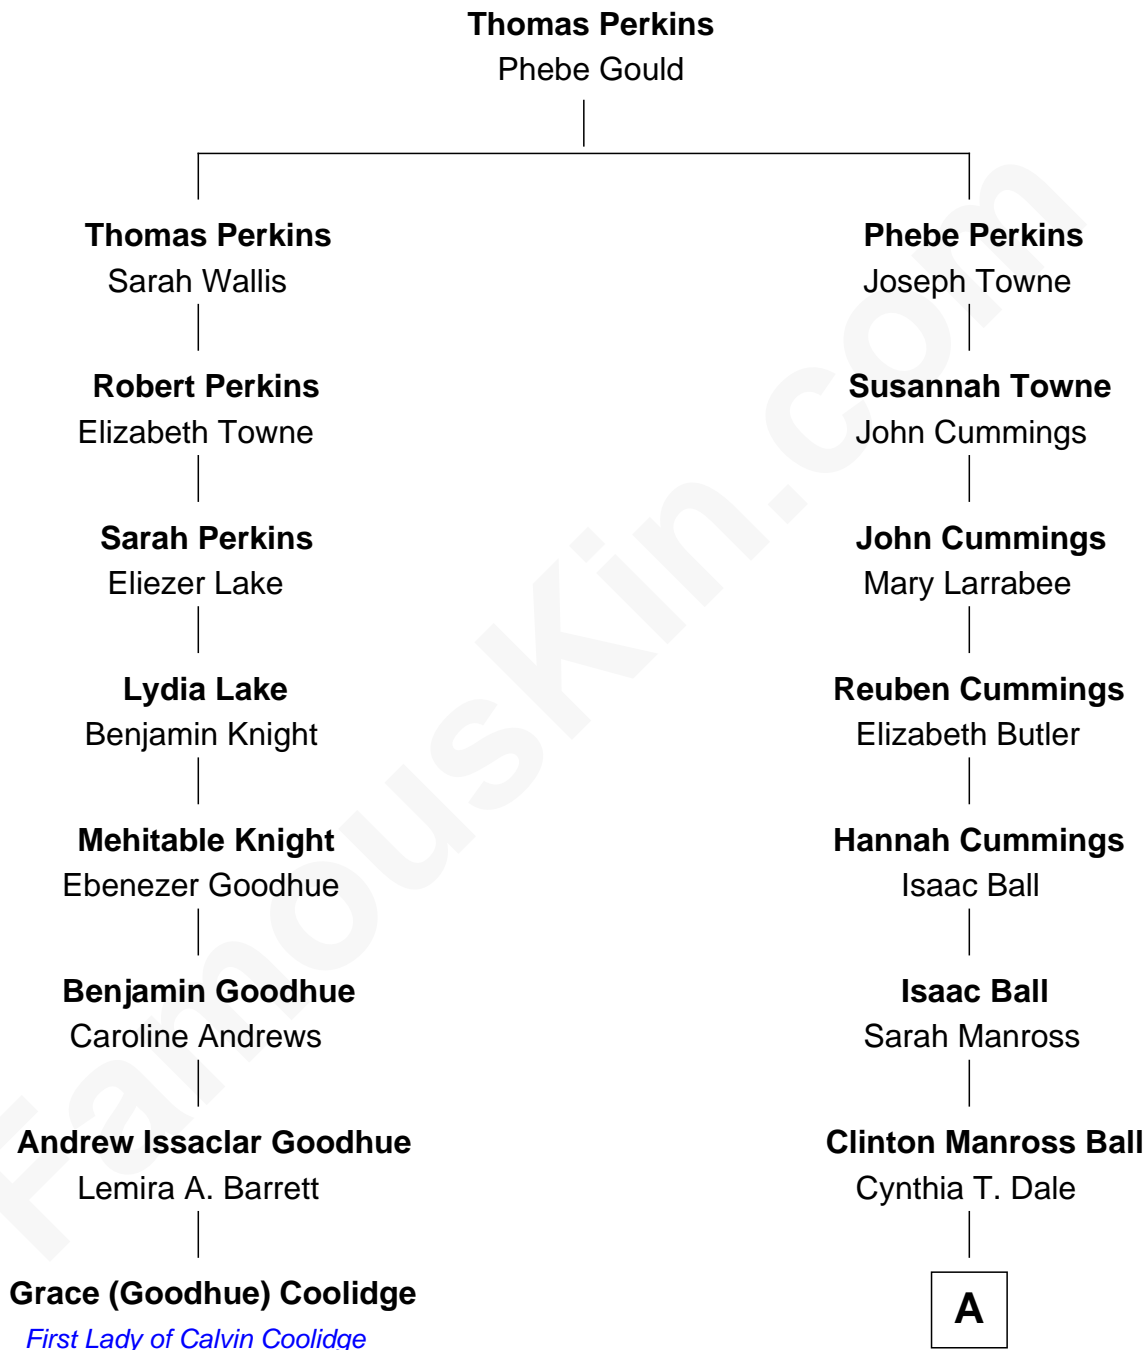 Thomas Perkins
Phebe Gould
Thomas Perkins
Sarah Wallis
Robert Perkins
Elizabeth Towne
Sarah Perkins
Eliezer Lake
Lydia Lake
Benjamin Knight
Mehitable Knight
Ebenezer Goodhue
Benjamin Goodhue
Caroline Andrews
Andrew Issaclar Goodhue
Lemira A. Barrett
Grace (Goodhue) Coolidge
First Lady of Calvin Coolidge
Phebe Perkins
Joseph Towne
Susannah Towne
John Cummings
John Cummings
Mary Larrabee
Reuben Cummings
Elizabeth Butler
Hannah Cummings
Isaac Ball
Isaac Ball
Sarah Manross
Clinton Manross Ball
Cynthia T. Dale
A
FamousKin.com